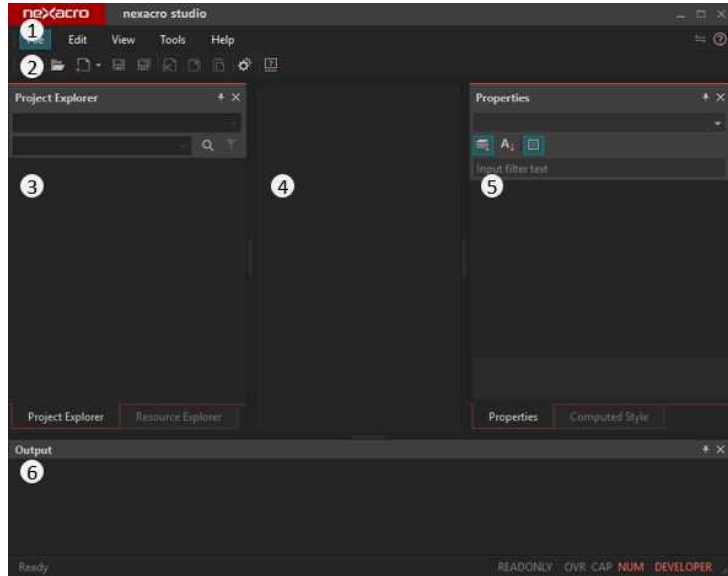 nexacro nexacro studio
1
File Edit View Tools Help
2
Project Explorer
Properties
A
Input filter text
3
4
5
Project Explorer Resource Explorer
Properties Computed Style
Output
6
Ready READONLY OVR CAP NUM DEVELOPER